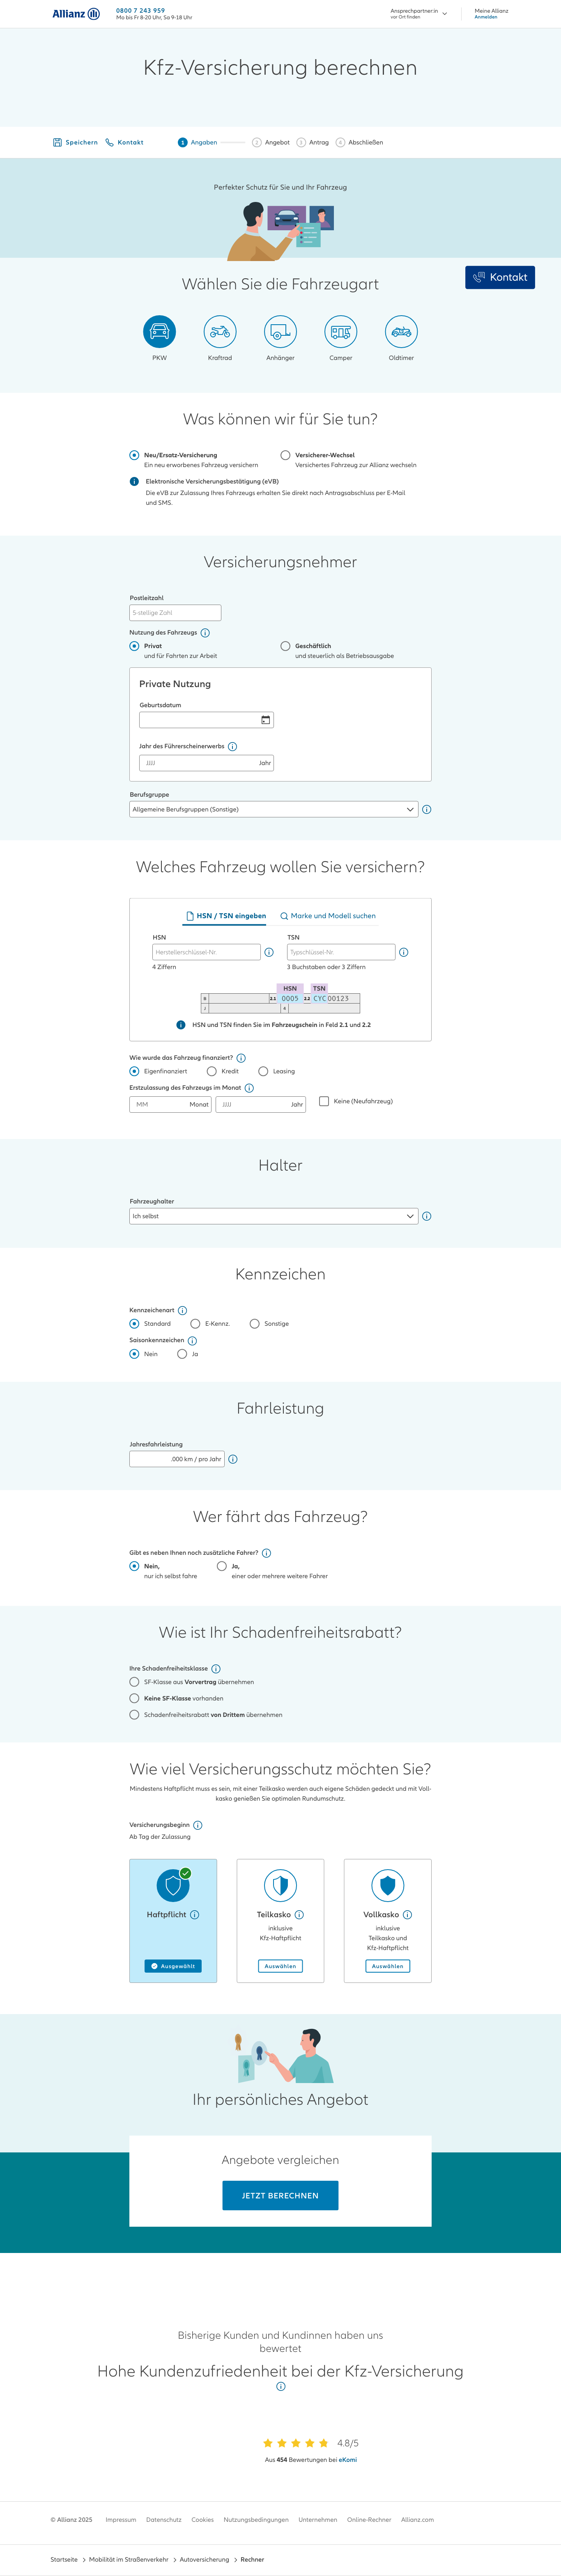 Allianz
0800 7 243 959
Mo bis Fr 8-20 Uhr, Sa 9-18 Uhr
Ansprechpartner:in
vor Ort finden
Meine Allianz
Anmelden
Kfz-Versicherung berechnen
Speichern
Kontakt
1 Angaben
2 Angebot
3 Antrag
4 Abschließen
Perfekter Schutz für Sie und Ihr Fahrzeug
Kontakt
Wählen Sie die Fahrzeugart
PKW
Kraftrad
Anhänger
Camper
Oldtimer
Was können wir für Sie tun?
Neu/Ersatz-Versicherung
Ein neu erworbenes Fahrzeug versichern
Versicherer-Wechsel
Versichertes Fahrzeug zur Allianz wechseln
Elektronische Versicherungsbestätigung (eVB)
Die eVB zur Zulassung Ihres Fahrzeugs erhalten Sie direkt nach Antragsabschluss per E-Mail
und SMS.
Versicherungsnehmer
Postleitzahl
5-stellige Zahl
Nutzung des Fahrzeugs
Privat
und für Fahrten zur Arbeit
Geschäftlich
und steuerlich als Betriebsausgabe
Private Nutzung
Geburtsdatum
Jahr des Führerscheinerwerbs
JJJJ Jahr
Berufsgruppe
Allgemeine Berufsgruppen (Sonstige)
Welches Fahrzeug wollen Sie versichern?
HSN / TSN eingeben
Marke und Modell suchen
HSN
Herstellerschlüssel-Nr.
4 Ziffern
TSN
Typschlüssel-Nr.
3 Buchstaben oder 3 Ziffern
HSN TSN
B 2.1 0005 2.2 CYC00123
J 4
HSN und TSN finden Sie im Fahrzeugschein in Feld 2.1 und 2.2
Wie wurde das Fahrzeug finanziert?
Eigenfinanziert
Kredit
Leasing
Erstzulassung des Fahrzeugs im Monat
MM Monat
JJJJ Jahr
Keine (Neufahrzeug)
Halter
Fahrzeughalter
Ich selbst
Kennzeichen
Kennzeichenart
Standard
E-Kennz.
Sonstige
Saisonkennzeichen
Nein
Ja
Fahrleistung
Jahresfahrleistung
.000 km / pro Jahr
Wer fährt das Fahrzeug?
Gibt es neben Ihnen noch zusätzliche Fahrer?
Nein,
nur ich selbst fahre
Ja,
einer oder mehrere weitere Fahrer
Wie ist Ihr Schadenfreiheitsrabatt?
Ihre Schadenfreiheitsklasse
SF-Klasse aus Vorvertrag übernehmen
Keine SF-Klasse vorhanden
Schadenfreiheitsrabatt von Drittem übernehmen
Wie viel Versicherungsschutz möchten Sie?
Mindestens Haftpflicht muss es sein, mit einer Teilkasko werden auch eigene Schäden gedeckt und mit Voll-
kasko genießen Sie optimalen Rundumschutz.
Versicherungsbeginn
Ab Tag der Zulassung
Haftpflicht
Ausgewählt
Teilkasko
inklusive
Kfz-Haftpflicht
Auswählen
Vollkasko
inklusive
Teilkasko und
Kfz-Haftpflicht
Auswählen
Ihr persönliches Angebot
Angebote vergleichen
JETZT BERECHNEN
Bisherige Kunden und Kundinnen haben uns
bewertet
Hohe Kundenzufriedenheit bei der Kfz-Versicherung
4.8/5
Aus 454 Bewertungen bei eKomi
© Allianz 2025
Impressum
Datenschutz
Cookies
Nutzungsbedingungen
Unternehmen
Online-Rechner
Allianz.com
Startseite
Mobilität im Straßenverkehr
Autoversicherung
Rechner